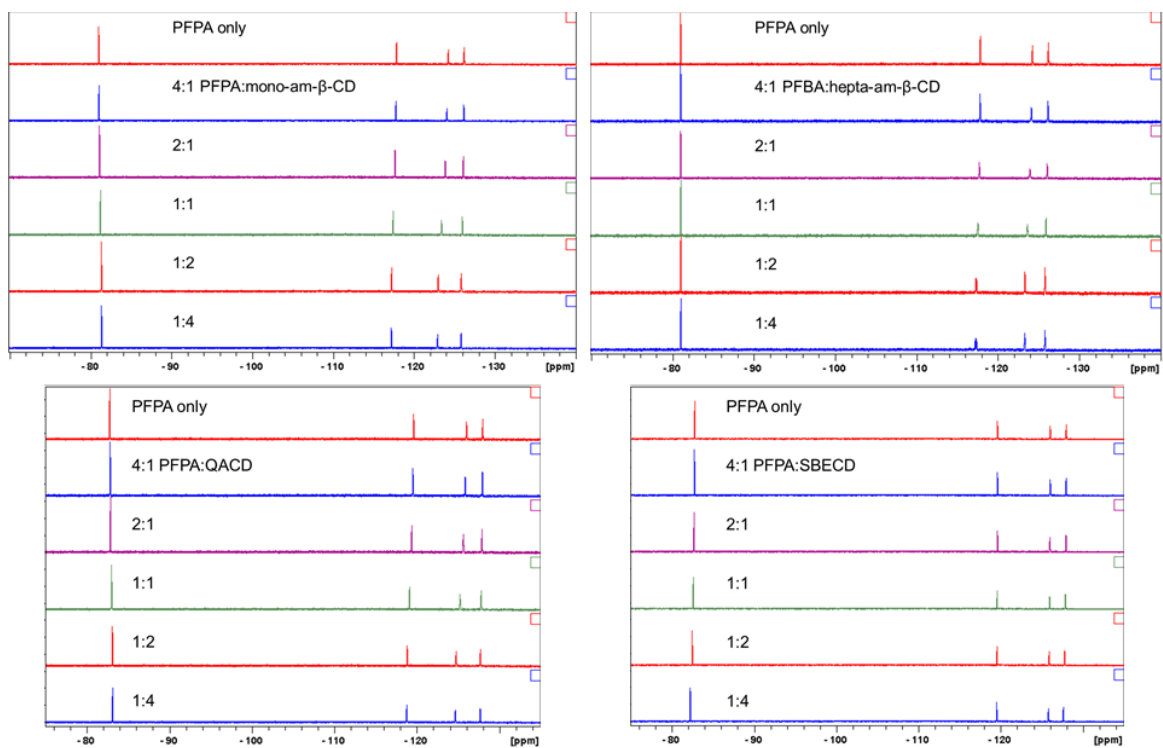 PFPA only
4:1 PFPA:mono-am-β-CD
2:1
1:1
1:2
1:4
-80 -90 -100 -110 -120 -130 [ppm]
PFPA only
4:1 PFBA:hepta-am-β-CD
2:1
1:1
1:2
1:4
-80 -90 -100 -110 -120 -130 [ppm]
PFPA only
4:1 PFPA:QACD
2:1
1:1
1:2
1:4
-80 -100 -120 [ppm]
PFPA only
4:1 PFPA:SBECD
2:1
1:1
1:2
1:4
-80 -100 -120 [ppm]